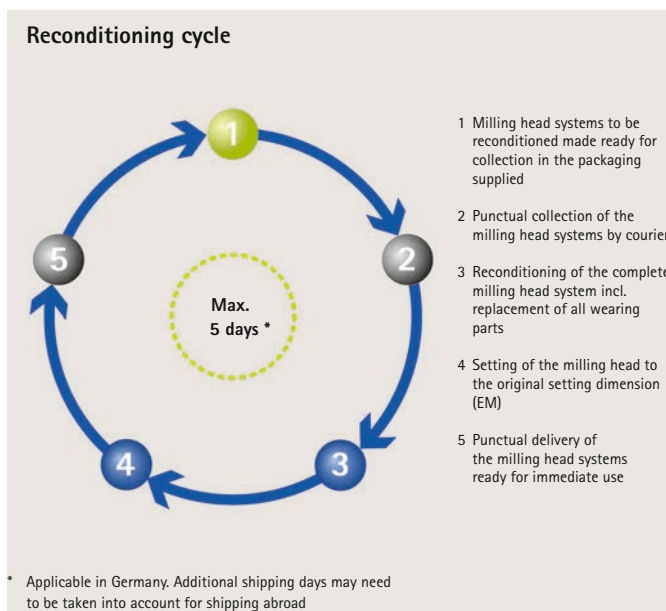 Reconditioning cycle
1
2
3
4
5
Max.
5 days *
1 Milling head systems to be
reconditioned made ready for
collection in the packaging
supplied
2 Punctual collection of the
milling head systems by courier
3 Reconditioning of the complete
milling head system incl.
replacement of all wearing
parts
4 Setting of the milling head to
the original setting dimension
(EM)
5 Punctual delivery of
the milling head systems
ready for immediate use
* Applicable in Germany. Additional shipping days may need
to be taken into account for shipping abroad